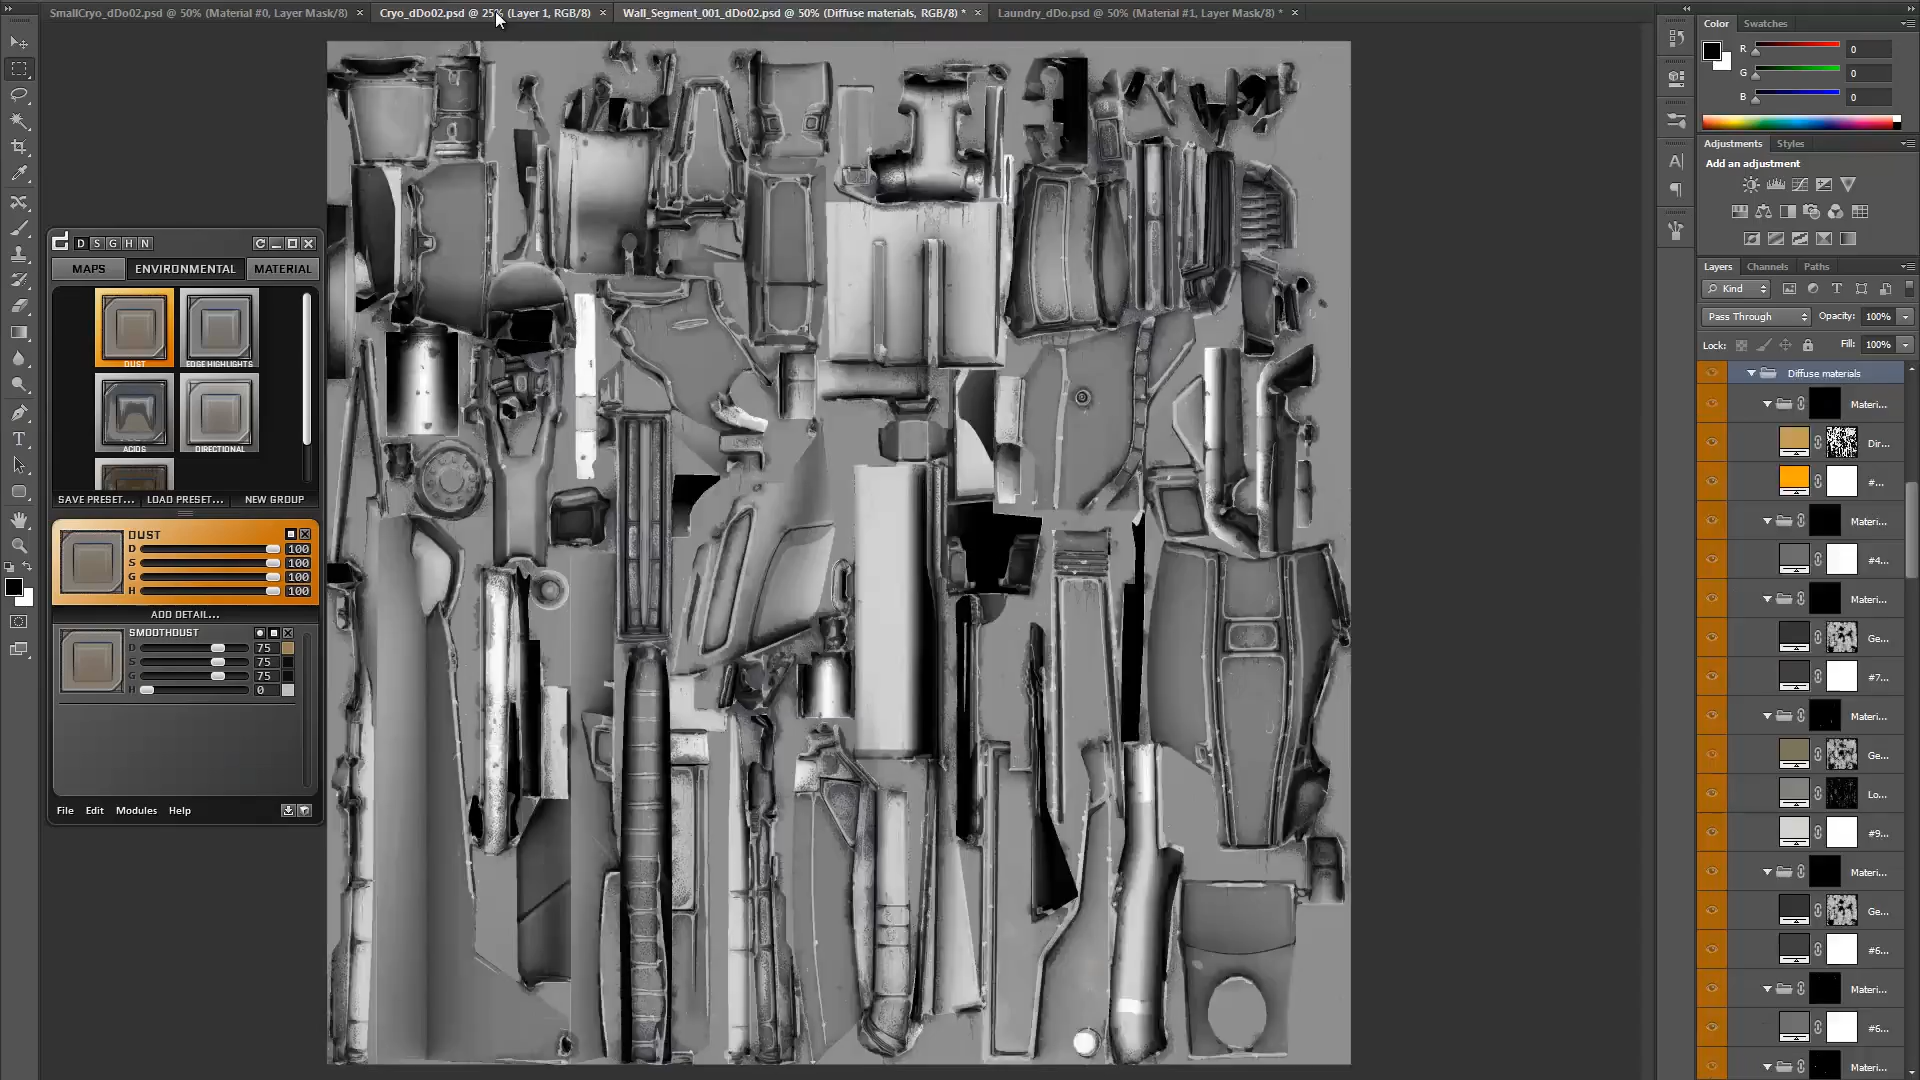 SmallCryo_dDo02.psd @ 50% (Material #0, Layer Mask/8) ×
Cryo_dDo02.psd @ 25% (Layer 1, RGB/8) ×
Wall_Segment_001_dDo02.psd @ 50% (Diffuse materials, RGB/8) * ×
Laundry_dDo.psd @ 50% (Material #1, Layer Mask/8) * ×
Color
Swatches
R 0
G 0
B 0
Adjustments
Styles
Add an adjustment
Layers
Channels
Paths
Kind
Pass Through
Opacity: 100%
Lock:
Fill: 100%
Diffuse materials
Materi...
Dir...
#...
Materi...
#4...
Materi...
Ge...
#7...
Materi...
Ge...
Lo...
#9...
Materi...
Ge...
#6...
Materi...
#6...
Materi...
D S G H N
MAPS
ENVIRONMENTAL
MATERIAL
DUST
EDGE HIGHLIGHTS
ACIDS
DIRECTIONAL
SAVE PRESET...
LOAD PRESET...
NEW GROUP
DUST
D 100
S 100
G 100
H 100
ADD DETAIL...
SMOOTHDUST
D 75
S 75
G 75
H 0
File
Edit
Modules
Help